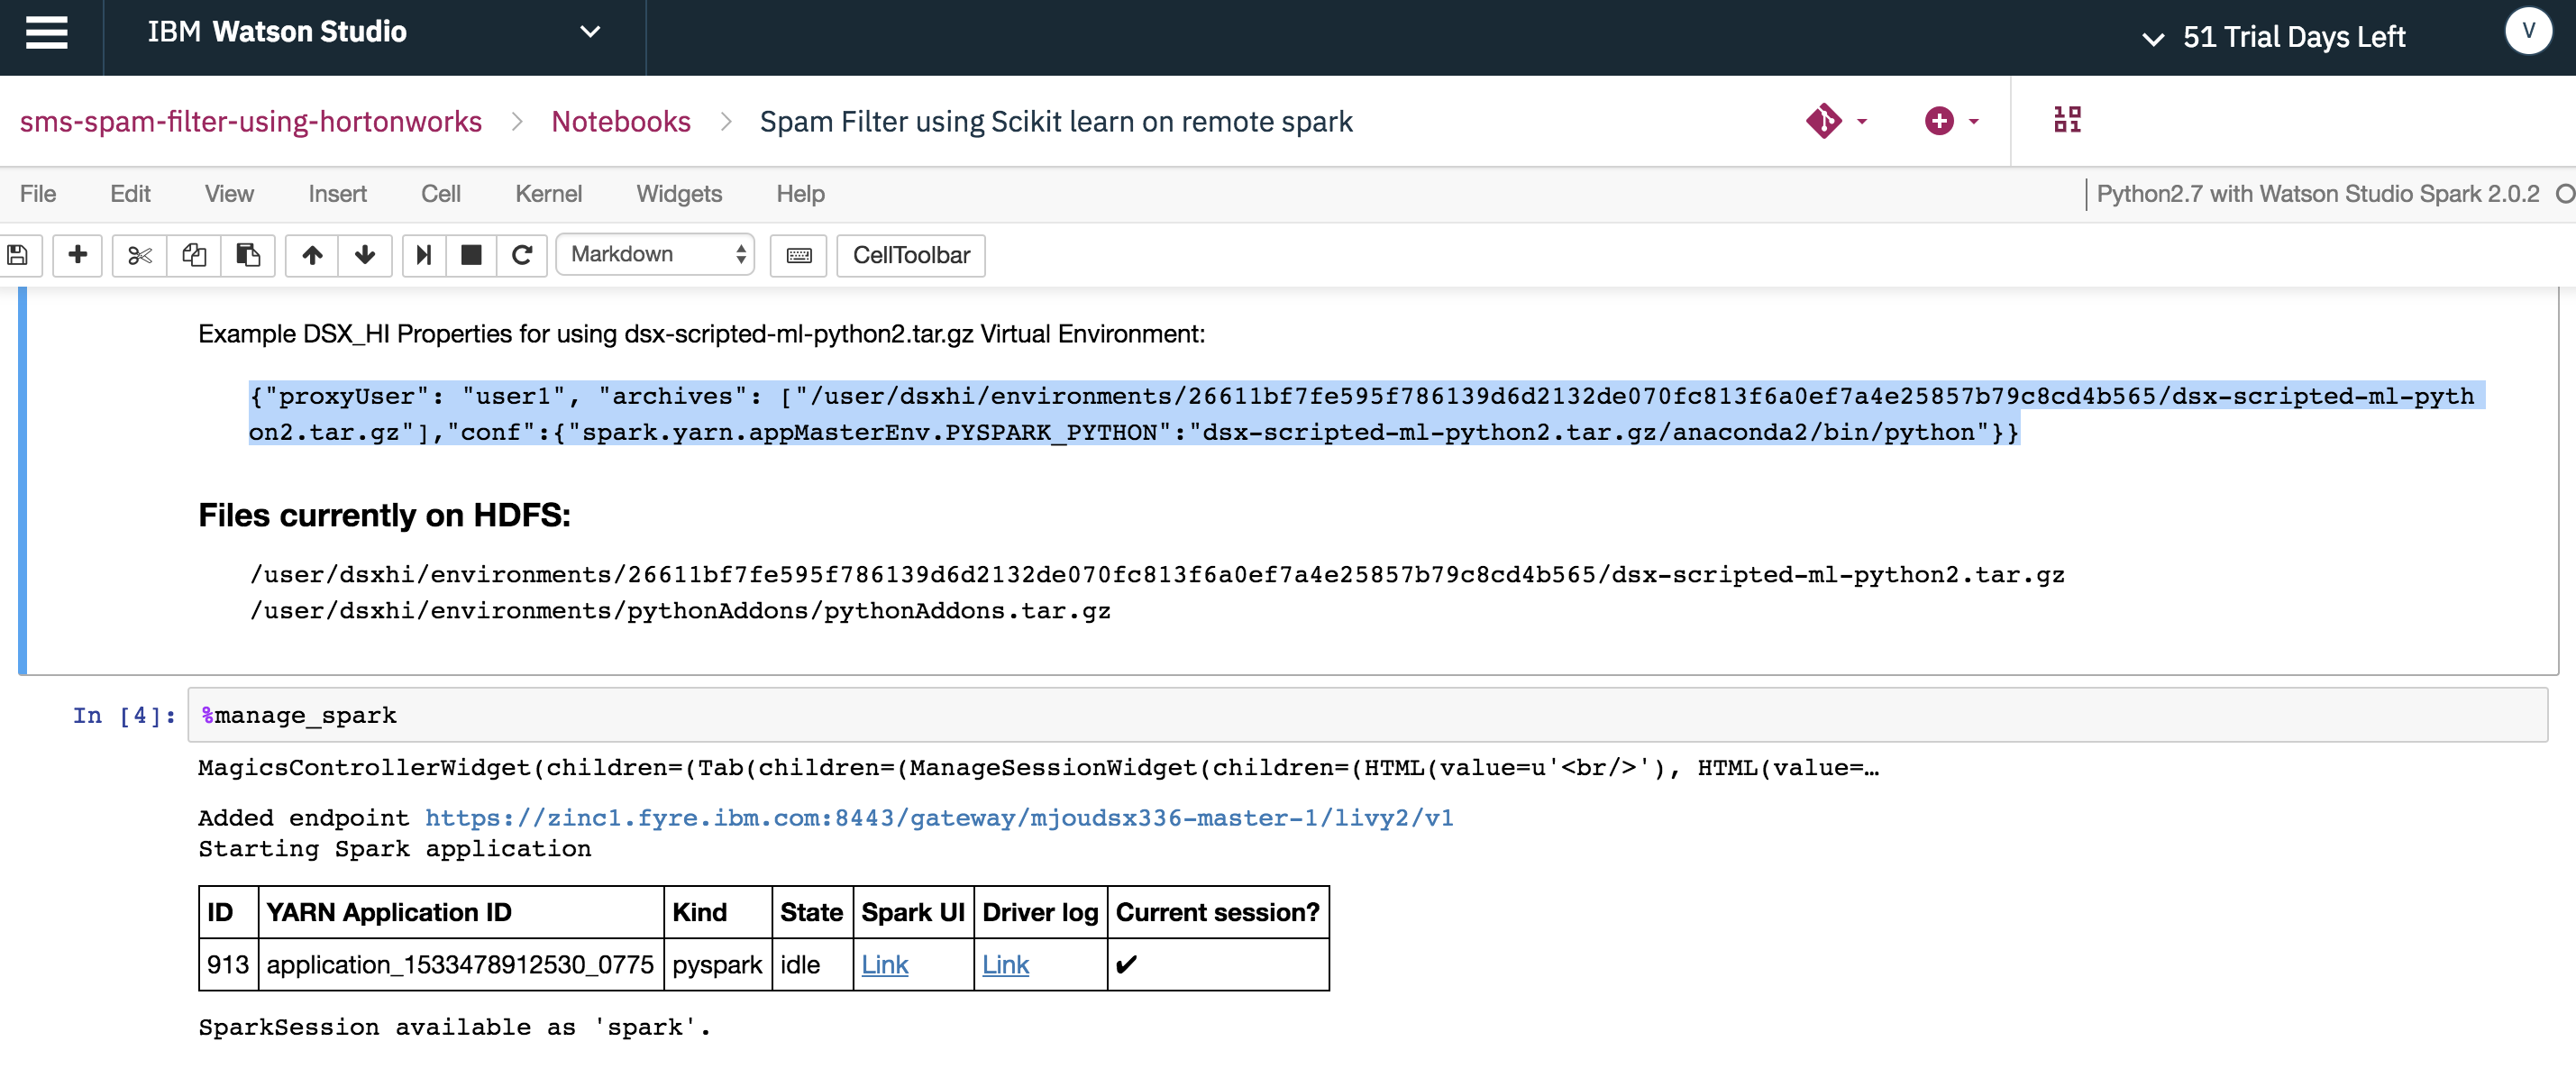 IBM Watson Studio
51 Trial Days Left
V
sms-spam-filter-using-hortonworks > Notebooks > Spam Filter using Scikit learn on remote spark
File Edit View Insert Cell Kernel Widgets Help
Python2.7 with Watson Studio Spark 2.0.2
Markdown
CellToolbar
Example DSX_HI Properties for using dsx-scripted-ml-python2.tar.gz Virtual Environment:
{"proxyUser": "user1", "archives": ["/user/dsxhi/environments/26611bf7fe595f786139d6d2132de070fc813f6a0ef7a4e25857b79c8cd4b565/dsx-scripted-ml-pyth
on2.tar.gz"],"conf":{"spark.yarn.appMasterEnv.PYSPARK_PYTHON":"dsx-scripted-ml-python2.tar.gz/anaconda2/bin/python"}}
Files currently on HDFS:
/user/dsxhi/environments/26611bf7fe595f786139d6d2132de070fc813f6a0ef7a4e25857b79c8cd4b565/dsx-scripted-ml-python2.tar.gz
/user/dsxhi/environments/pythonAddons/pythonAddons.tar.gz
In [4]: %manage_spark
MagicsControllerWidget(children=(Tab(children=(ManageSessionWidget(children=(HTML(value=u'<br/>'), HTML(value=…
Added endpoint https://zinc1.fyre.ibm.com:8443/gateway/mjoudsx336-master-1/livy2/v1
Starting Spark application
ID YARN Application ID Kind State Spark UI Driver log Current session?
913 application_1533478912530_0775 pyspark idle Link Link ✔
SparkSession available as 'spark'.